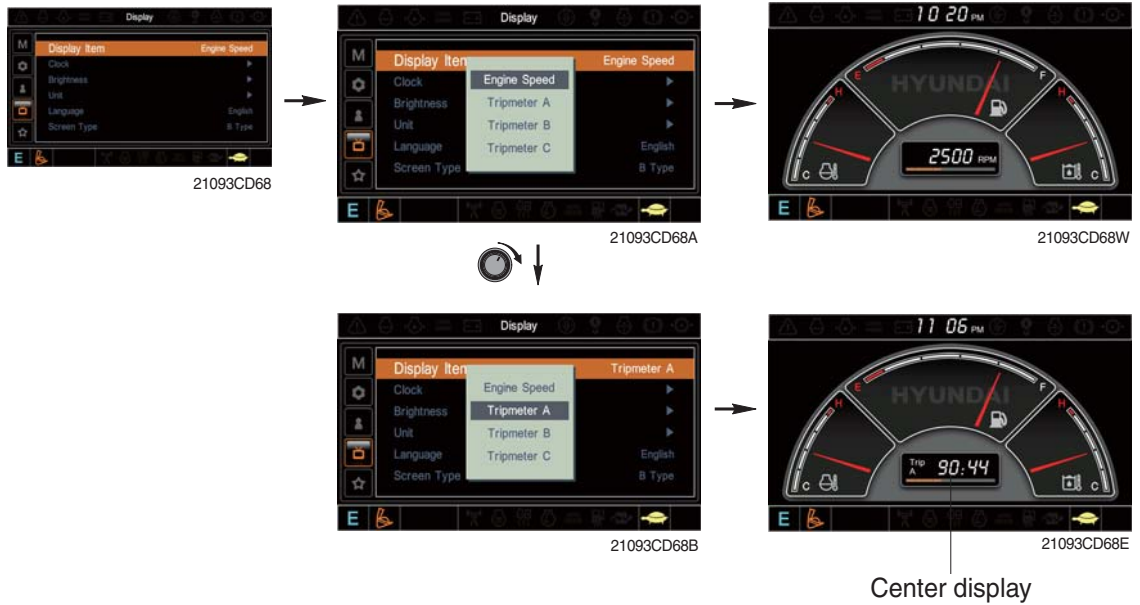 Display
M
Display Item Engine Speed
Clock
Brightness
Unit
Language English
Screen Type B Type
E
21093CD68
Display
M
Display Item Engine Speed
Clock
Brightness
Unit
Language English
Screen Type B Type
Engine Speed
Tripmeter A
Tripmeter B
Tripmeter C
E
21093CD68A
10 20 PM
HYUNDAI
E F
H H
C C
2500 RPM
E
21093CD68W
Display
M
Display Item Tripmeter A
Clock
Brightness
Unit
Language English
Screen Type B Type
Engine Speed
Tripmeter A
Tripmeter B
Tripmeter C
E
21093CD68B
11 06 PM
HYUNDAI
E F
H H
C C
Trip
A 90:44
E
21093CD68E
Center display